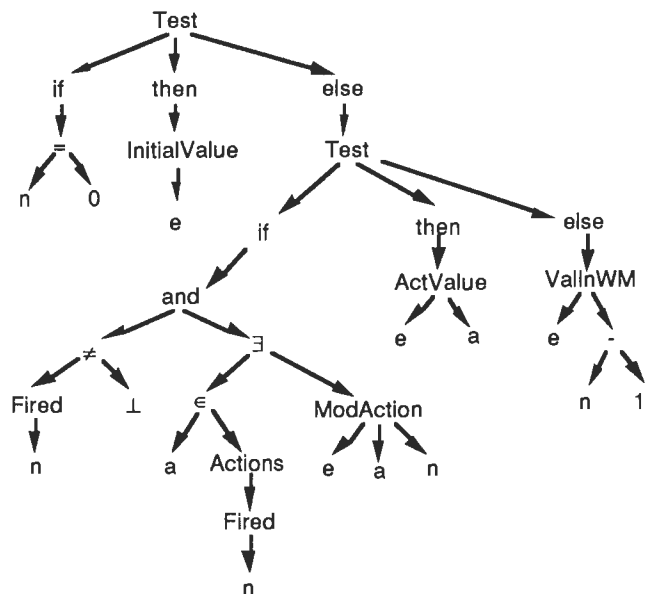 Test
if then else
= InitialValue Test
n 0
e if then else
and ActValue ValInWM
≠ ∃ e a e -
Fired ⊥ ∈ ModAction n 1
n a Actions e a n
Fired
n